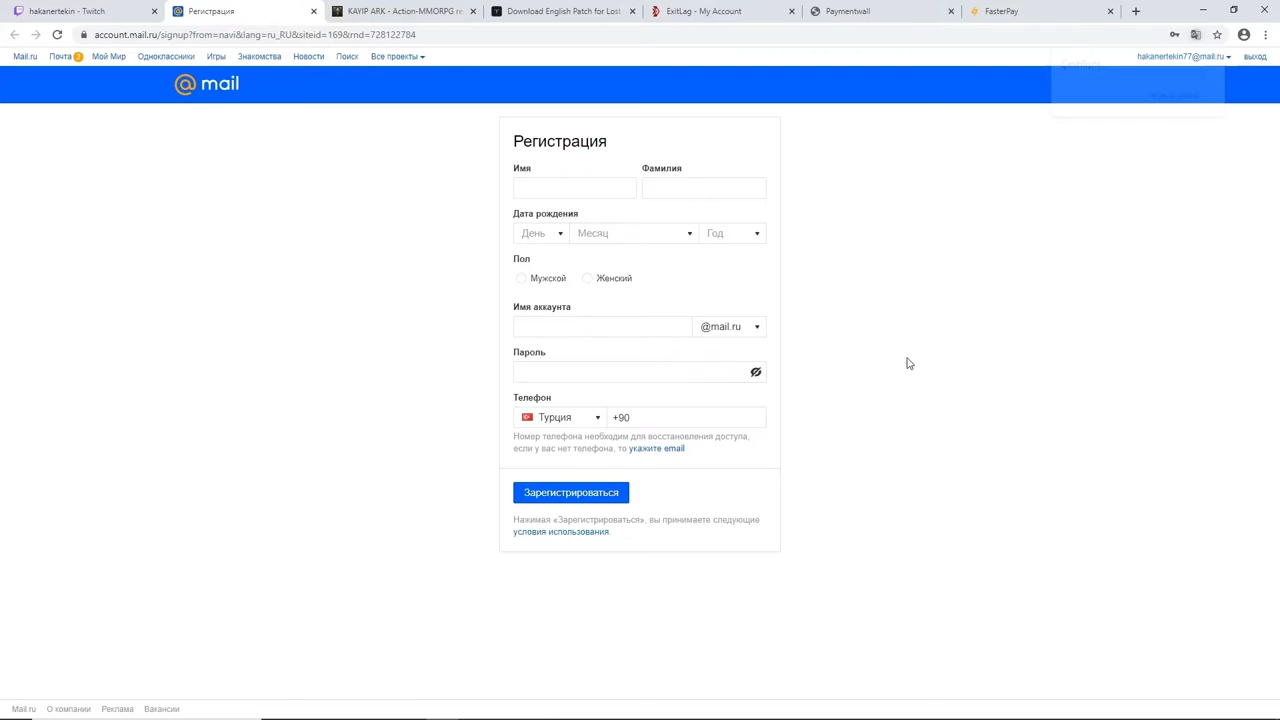 hakanertekin - Twitch
Регистрация
KAYIP ARK - Action-MMORPG re
Download English Patch for Lost
ExitLag - My Account
Paymentwall
FasterPay
account.mail.ru/signup?from=navi&lang=ru_RU&siteid=169&rnd=728122784
Mail.ru Почта 2 Мой Мир Одноклассники Игры Знакомства Новости Поиск Все проекты hakanertekin77@mail.ru выход
@mail
Регистрация
Имя Фамилия
Дата рождения
День Месяц Год
Пол
Мужской Женский
Имя аккаунта
@mail.ru
Пароль
Телефон
Турция +90
Номер телефона необходим для восстановления доступа,
если у вас нет телефона, то укажите email
Зарегистрироваться
Нажимая «Зарегистрироваться», вы принимаете следующие
условия использования.
Mail.ru О компании Реклама Вакансии